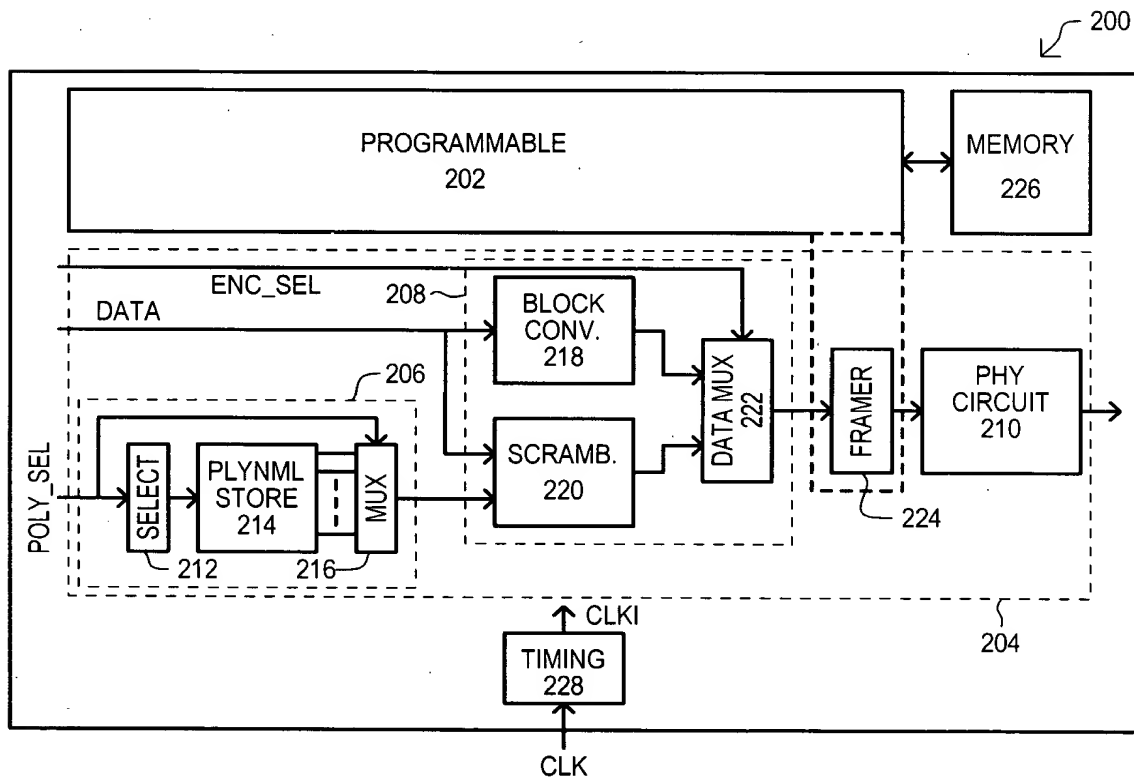 200
PROGRAMMABLE
202
MEMORY
226
ENC_SEL
208
DATA
BLOCK
CONV.
218
206
DATA MUX
222
FRAMER
224
PHY
CIRCUIT
210
POLY_SEL
SELECT
212
PLYNML
STORE
214
MUX
216
SCRAMB.
220
CLKI
204
TIMING
228
CLK